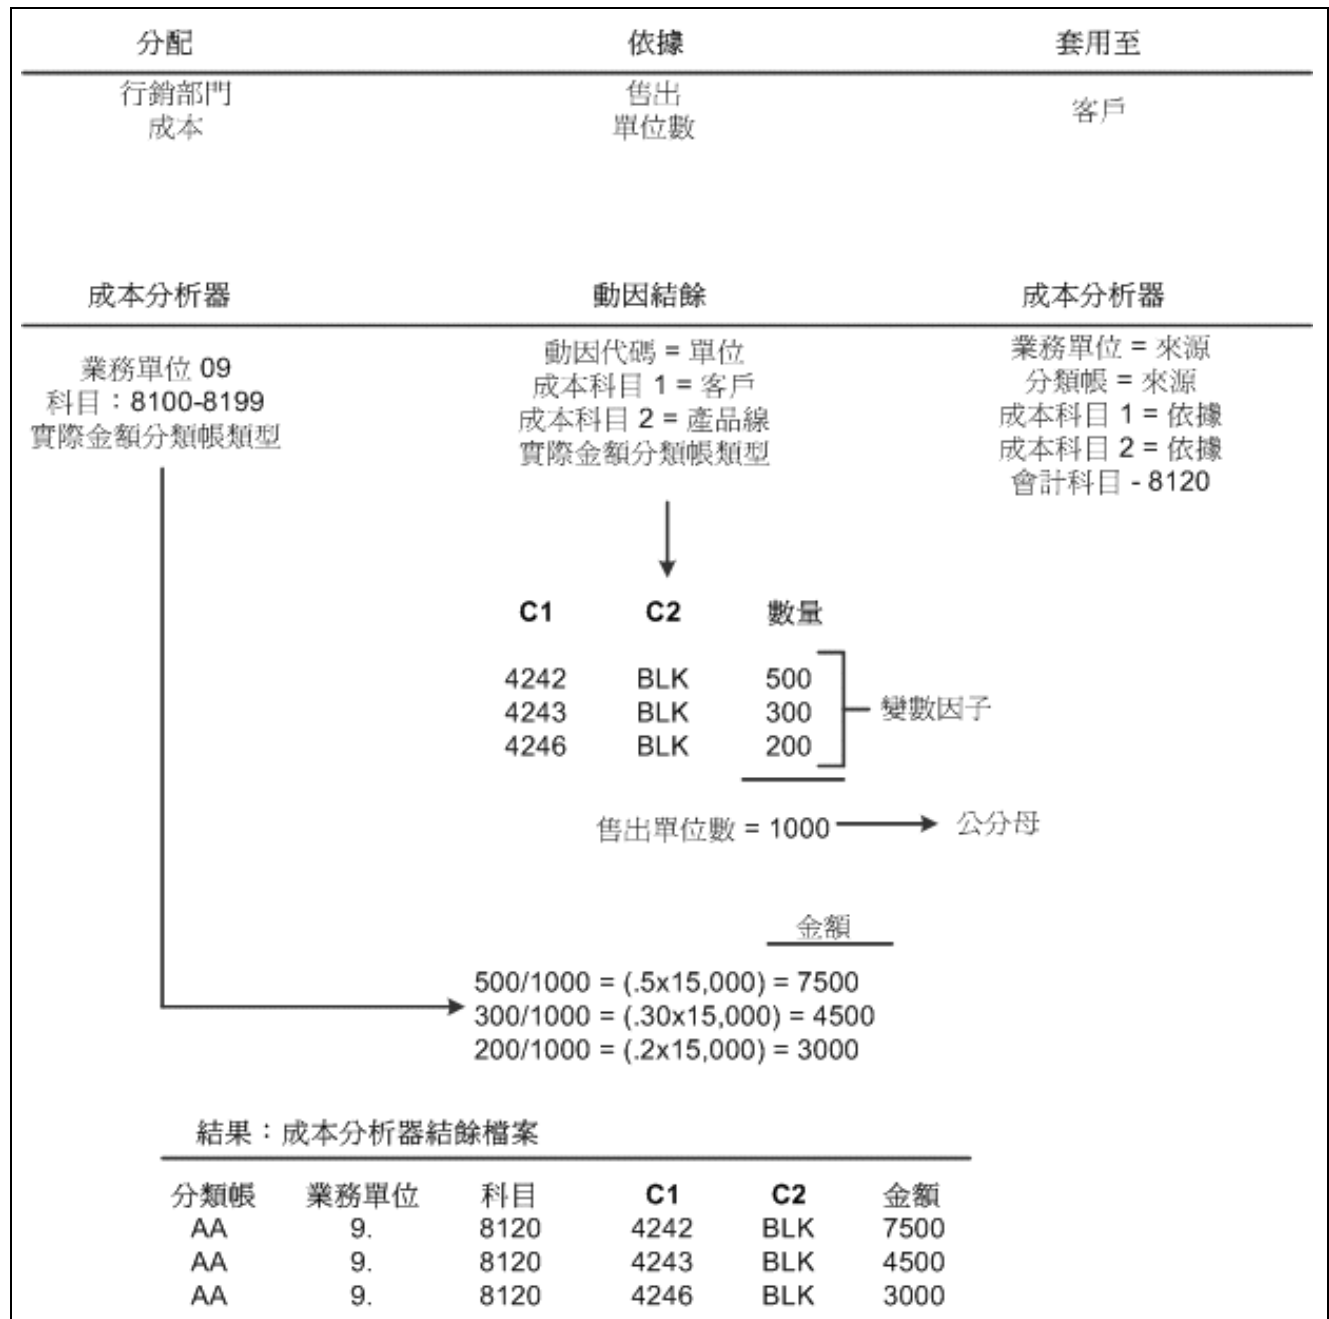 分配 依據 套用至
行銷部門 售出 客戶
成本 單位數
成本分析器 動因結餘 成本分析器
業務單位 09
科目：8100-8199
實際金額分類帳類型
動因代碼 = 單位
成本科目 1 = 客戶
成本科目 2 = 產品線
實際金額分類帳類型
業務單位 = 來源
分類帳 = 來源
成本科目 1 = 依據
成本科目 2 = 依據
會計科目 - 8120
C1 C2 數量
4242 BLK 500
4243 BLK 300
4246 BLK 200
變數因子
售出單位數 = 1000 公分母
金額
500/1000 = (.5x15,000) = 7500
300/1000 = (.30x15,000) = 4500
200/1000 = (.2x15,000) = 3000
結果：成本分析器結餘檔案
分類帳 業務單位 科目 C1 C2 金額
AA 9. 8120 4242 BLK 7500
AA 9. 8120 4243 BLK 4500
AA 9. 8120 4246 BLK 3000